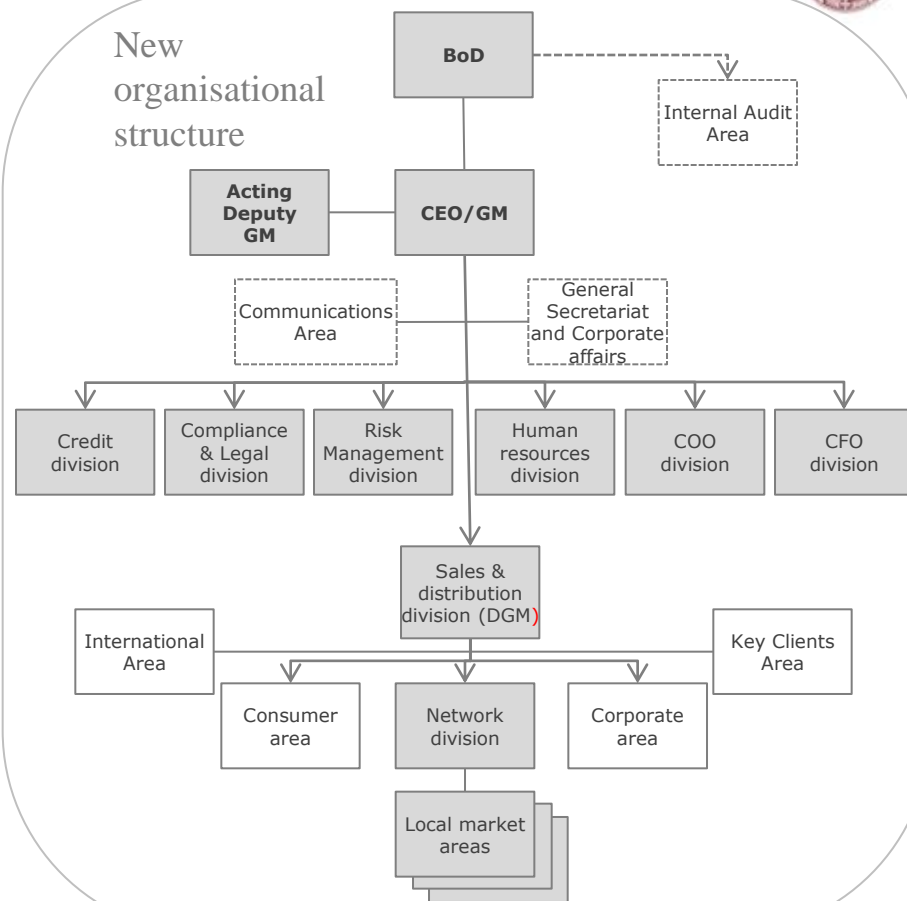 New
organisational
structure
BoD
Internal Audit
Area
Acting
Deputy
GM
CEO/GM
Communications
Area
General
Secretariat
and Corporate
affairs
Credit
division
Compliance
& Legal
division
Risk
Management
division
Human
resources
division
COO
division
CFO
division
Sales &
distribution
division (DGM)
International
Area
Key Clients
Area
Consumer
area
Network
division
Corporate
area
Local market
areas